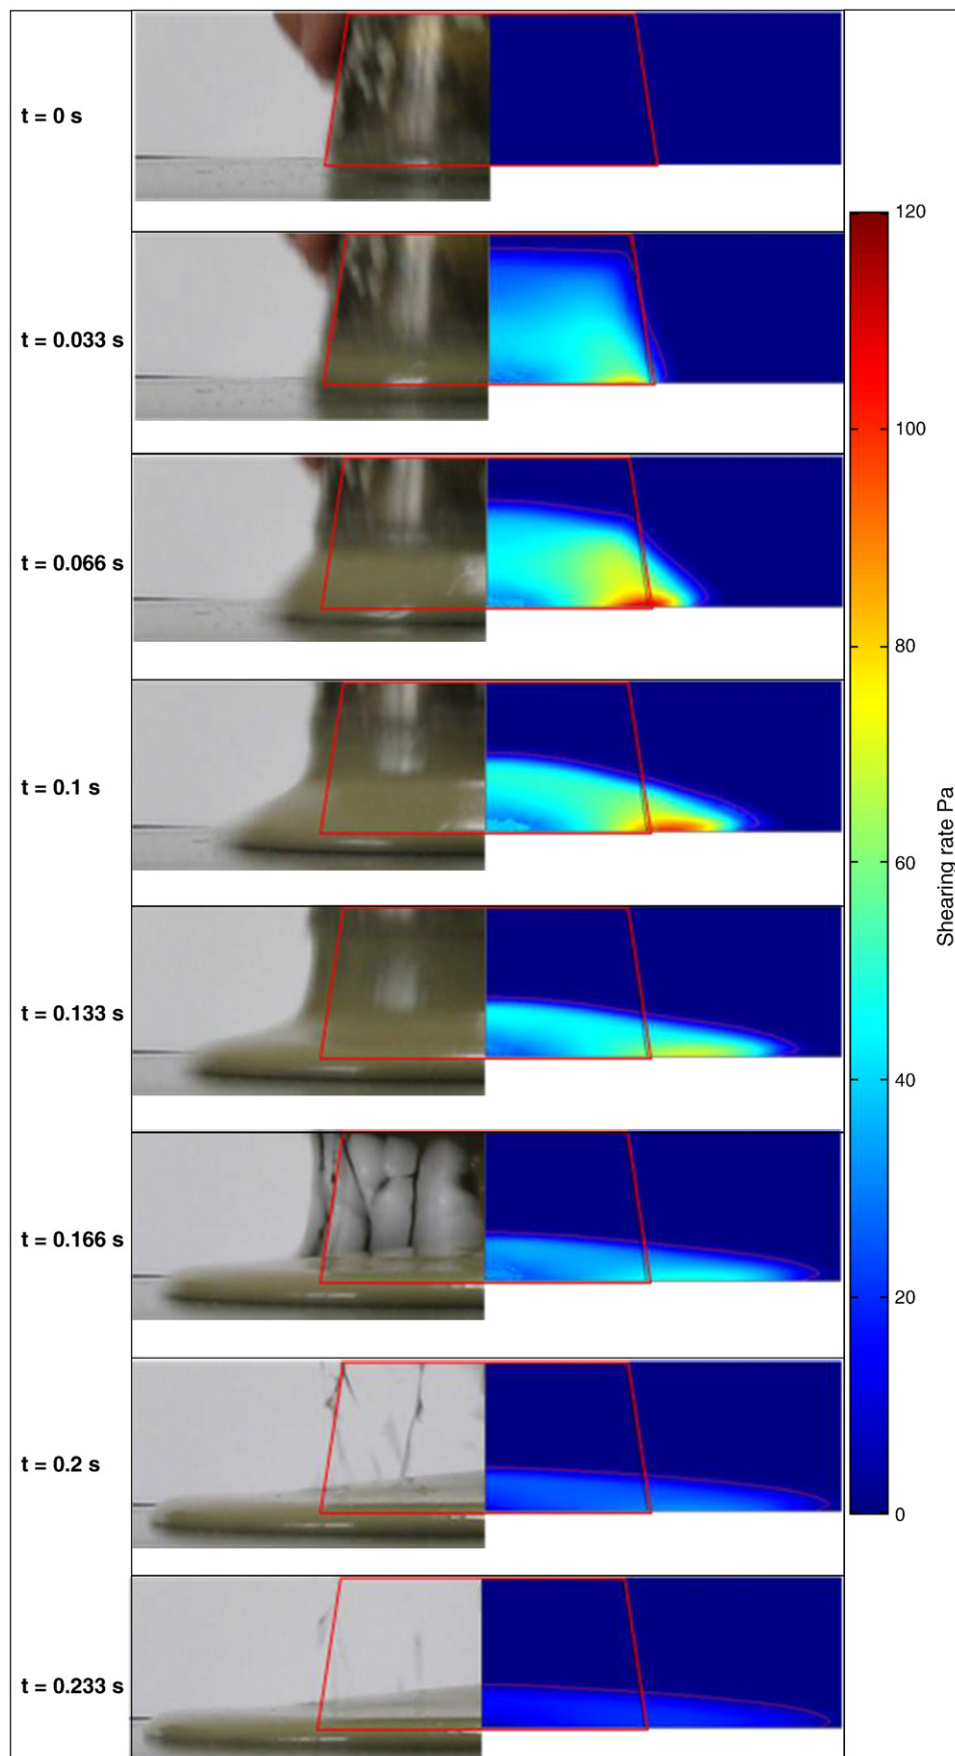 t = 0 s
t = 0.033 s
t = 0.066 s
t = 0.1 s
t = 0.133 s
t = 0.166 s
t = 0.2 s
t = 0.233 s
120
100
80
60
40
20
0
Shearing rate Pa